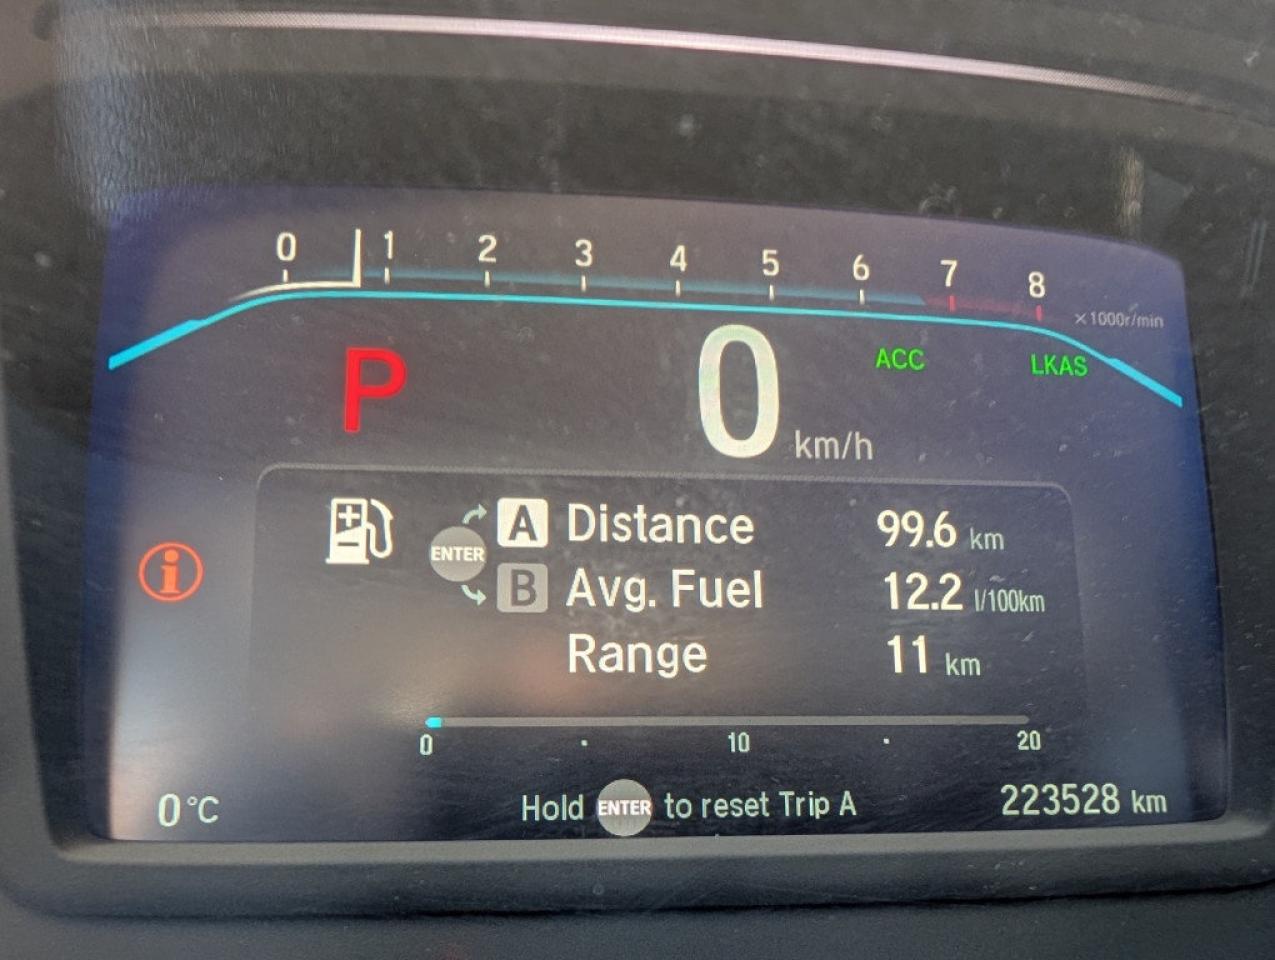 0 1 2 3 4 5 6 7 8
×1000r/min
P 0 km/h ACC LKAS
A Distance 99.6 km
ENTER
B Avg. Fuel 12.2 l/100km
Range 11 km
0 10 20
0°C Hold ENTER to reset Trip A 223528 km